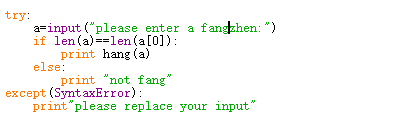 try:
    a=input("please enter a fangzhen:")
    if len(a)==len(a[0]):
        print hang(a)
    else:
        print "not fang"
except(SyntaxError):
    print"please replace your input"